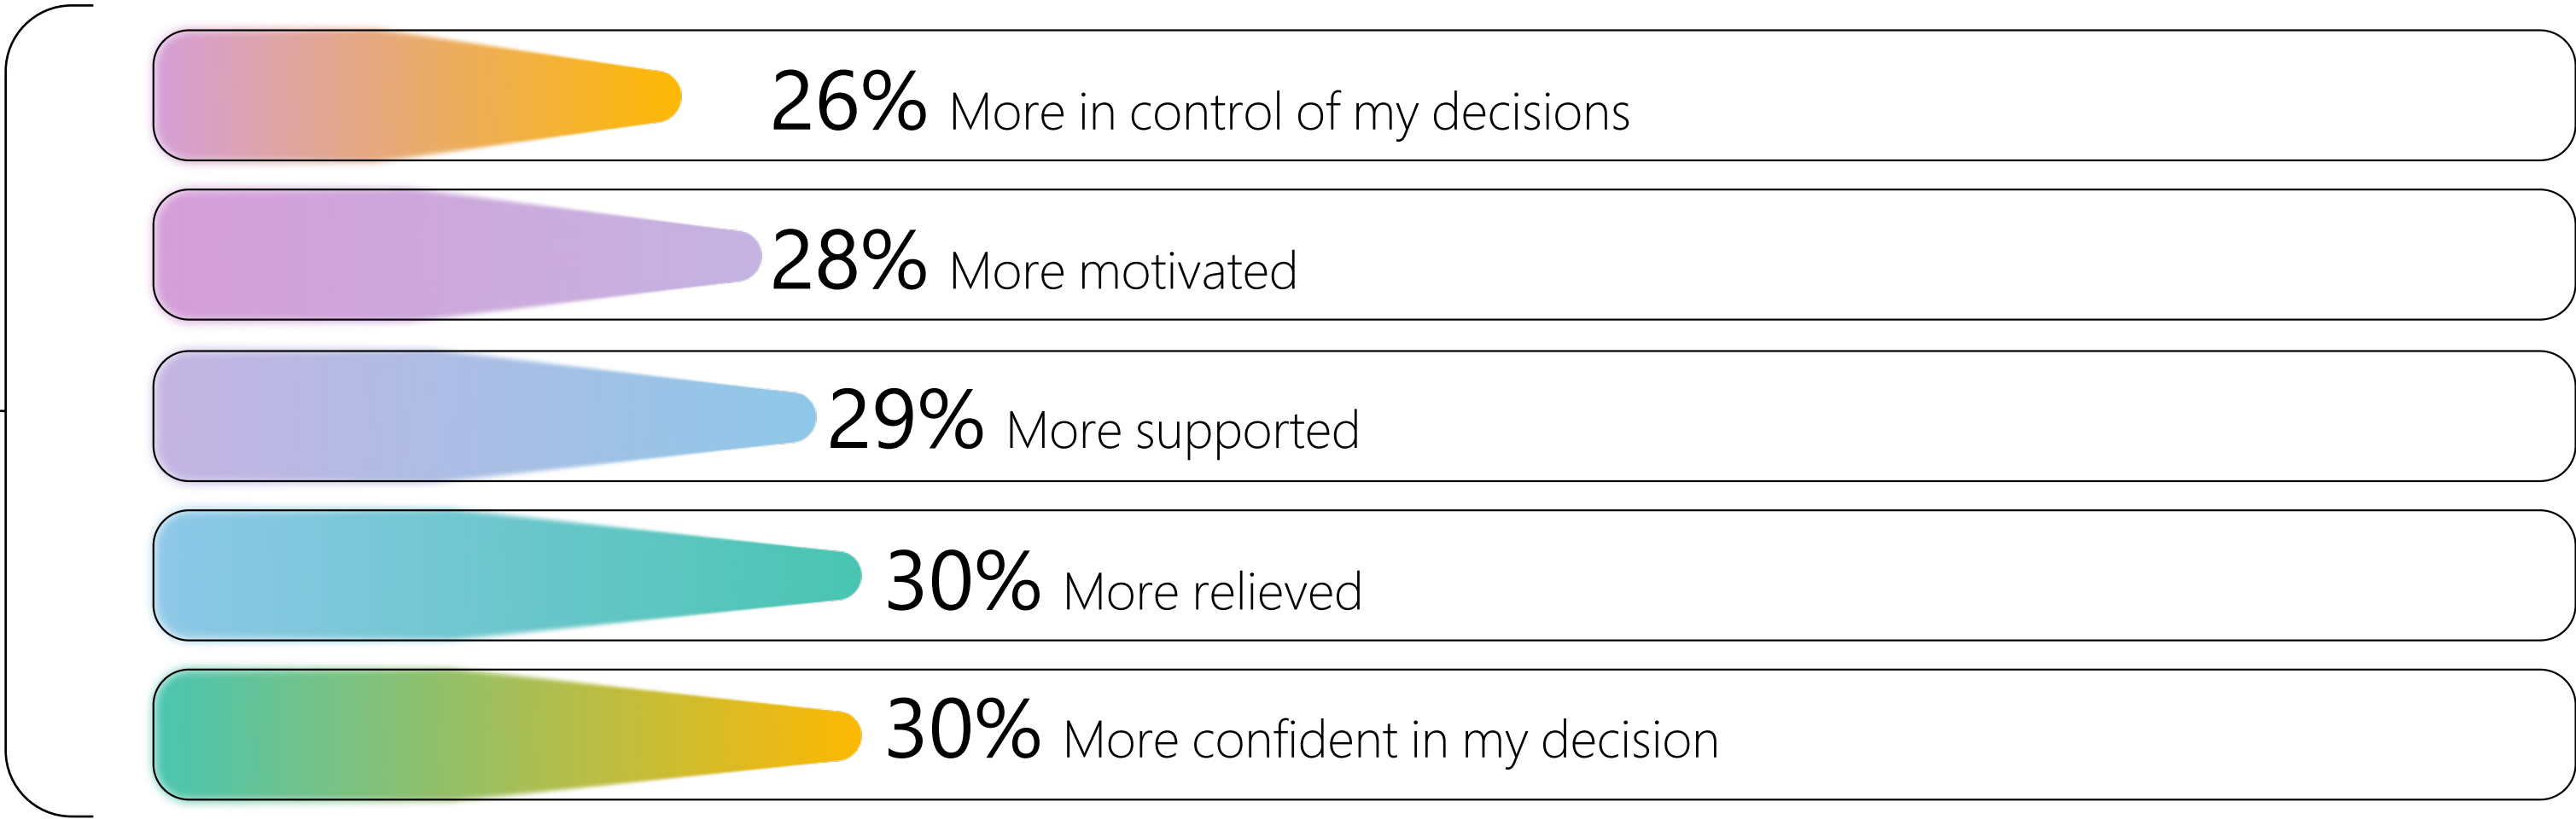 26% More in control of my decisions
28% More motivated
29% More supported
30% More relieved
30% More confident in my decision